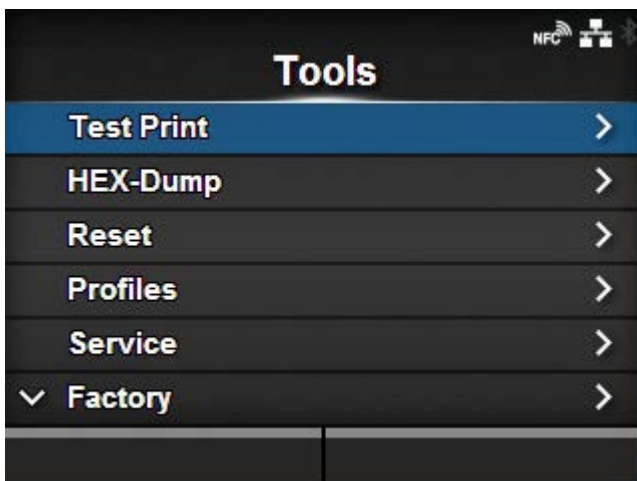 NFC
Tools
Test Print
HEX-Dump
Reset
Profiles
Service
Factory